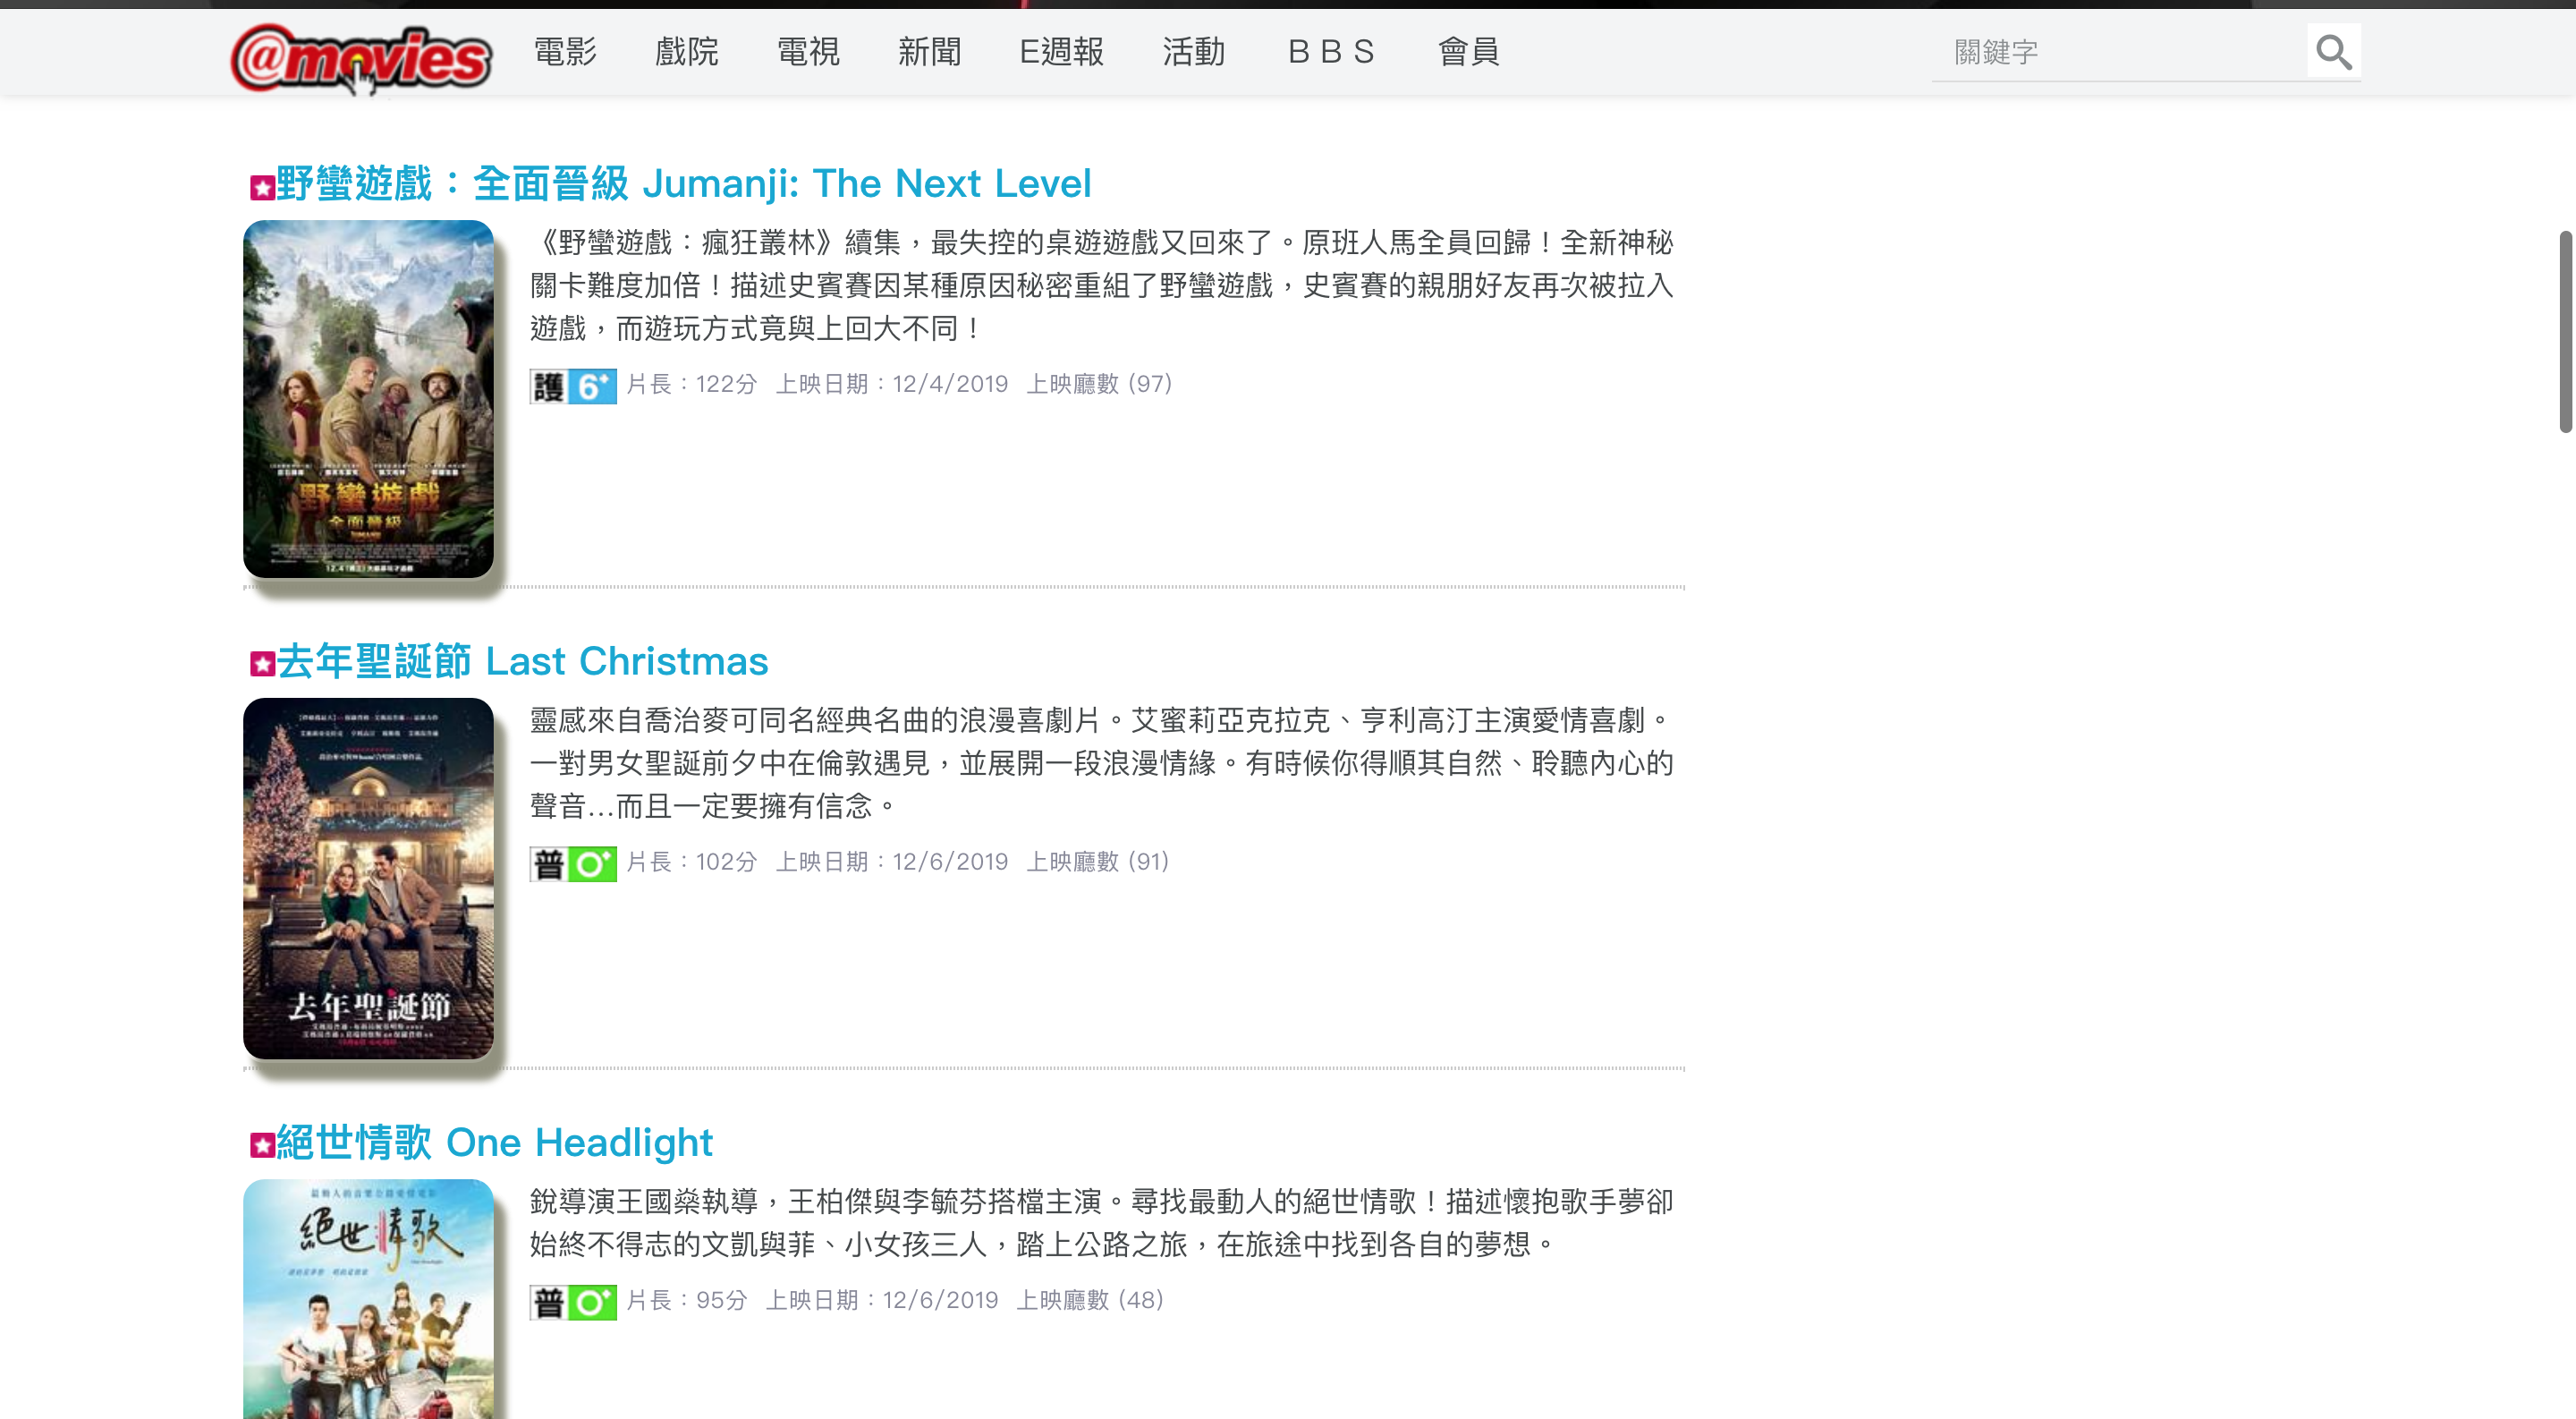 @movies 電影 戲院 電視 新聞 E週報 活動 ＢＢＳ 會員 關鍵字
野蠻遊戲：全面晉級 Jumanji: The Next Level
《野蠻遊戲：瘋狂叢林》續集，最失控的桌遊遊戲又回來了。原班人馬全員回歸！全新神秘
關卡難度加倍！描述史賓賽因某種原因秘密重組了野蠻遊戲，史賓賽的親朋好友再次被拉入
遊戲，而遊玩方式竟與上回大不同！
護 6+ 片長：122分 上映日期：12/4/2019 上映廳數 (97)
野蠻遊戲
全面晉級
去年聖誕節 Last Christmas
靈感來自喬治麥可同名經典名曲的浪漫喜劇片。艾蜜莉亞克拉克、亨利高汀主演愛情喜劇。
一對男女聖誕前夕中在倫敦遇見，並展開一段浪漫情緣。有時候你得順其自然、聆聽內心的
聲音...而且一定要擁有信念。
普 0+ 片長：102分 上映日期：12/6/2019 上映廳數 (91)
去年聖誕節
絕世情歌 One Headlight
銳導演王國燊執導，王柏傑與李毓芬搭檔主演。尋找最動人的絕世情歌！描述懷抱歌手夢卻
始終不得志的文凱與菲、小女孩三人，踏上公路之旅，在旅途中找到各自的夢想。
普 0+ 片長：95分 上映日期：12/6/2019 上映廳數 (48)
絕世情歌